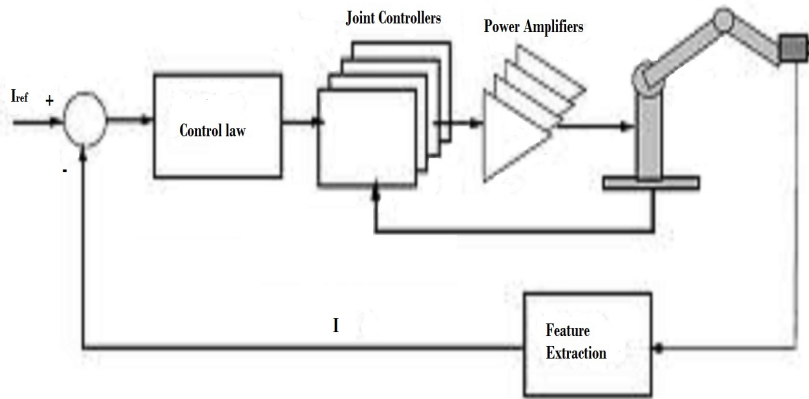 Joint Controllers
Power Amplifiers
Iref
+
Control law
-
I
Feature
Extraction